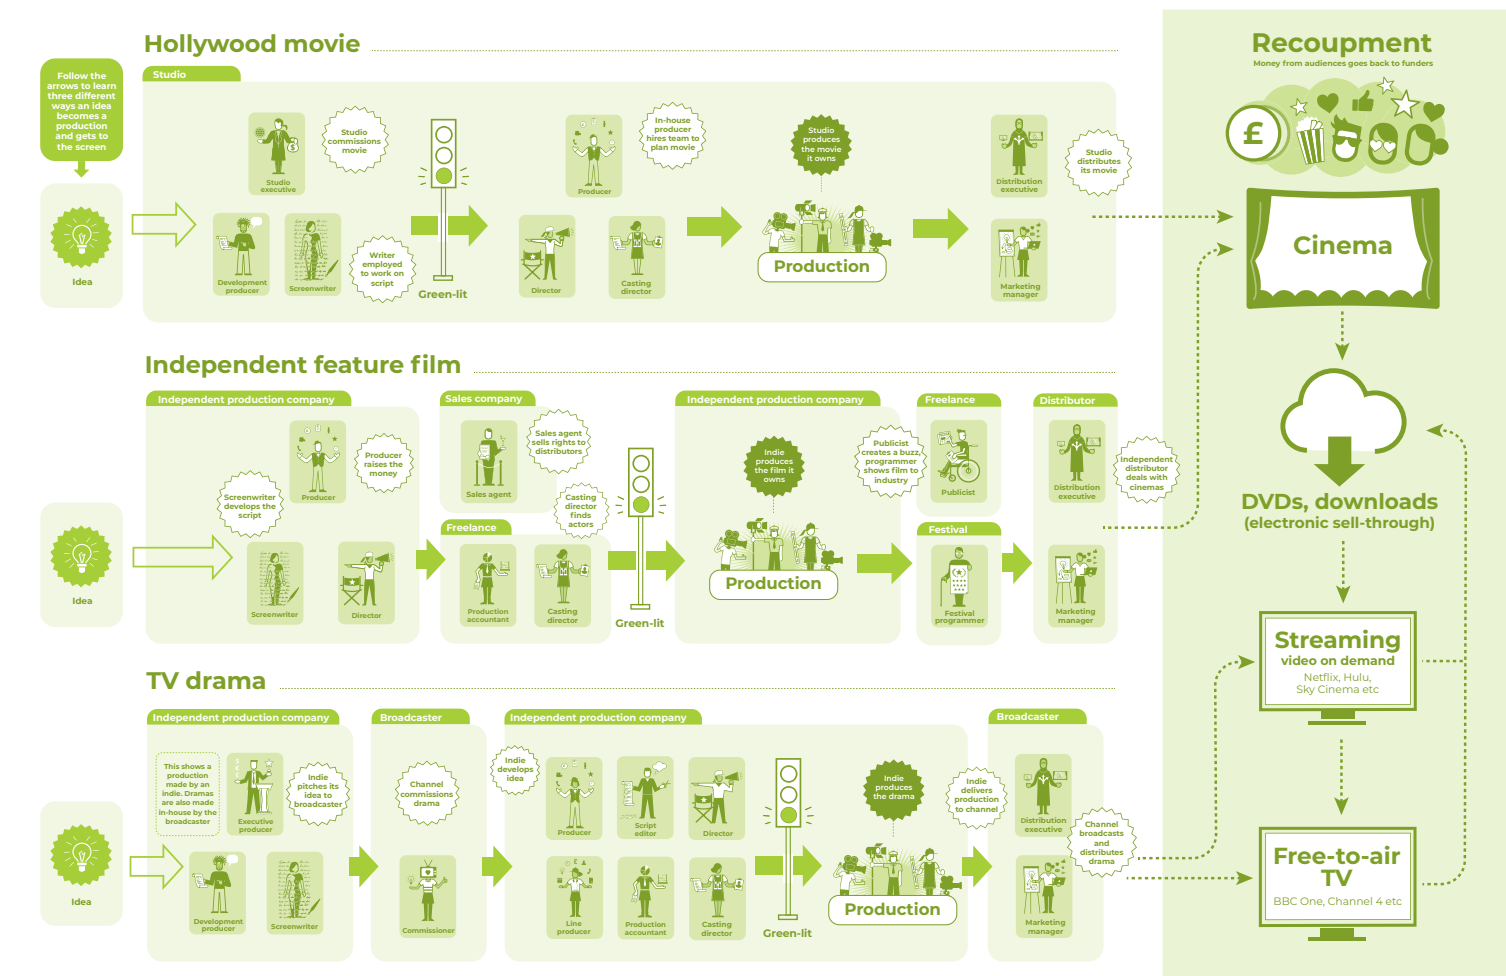 Follow the
arrows to learn
three different
ways an idea
becomes a
production
and gets to
the screen
Hollywood movie
Studio
Idea
Studio
executive
Studio
commissions
movie
Development
producer
Screenwriter
Writer
employed
to work on
script
Green-lit
Producer
In-house
producer
hires team to
plan movie
Director
Casting
director
Studio
produces
the movie
it owns
Production
Distribution
executive
Marketing
manager
Studio
distributes
its movie
Independent feature film
Independent production company
Idea
Screenwriter
develops the
script
Producer
Producer
raises the
money
Screenwriter
Director
Sales company
Sales agent
Sales agent
sells rights to
distributors
Freelance
Casting
director
finds
actors
Production
accountant
Casting
director
Green-lit
Independent production company
Indie
produces
the film it
owns
Production
Publicist
creates a buzz,
programmer
shows film to
industry
Freelance
Publicist
Festival
Festival
programmer
Distributor
Distribution
executive
Marketing
manager
Independent
distributor
deals with
cinemas
TV drama
Independent production company
Idea
This shows a
production
made by an
indie. Dramas
are also made
in-house by the
broadcaster
Executive
producer
Indie
pitches its
idea to
broadcaster
Development
producer
Screenwriter
Broadcaster
Channel
commissions
drama
Commissioner
Independent production company
Indie
develops
idea
Producer
Script
editor
Director
Line
producer
Production
accountant
Casting
director
Green-lit
Indie
produces
the drama
Production
Indie
delivers
production
to channel
Broadcaster
Distribution
executive
Marketing
manager
Channel
broadcasts
and
distributes
drama
Recoupment
Money from audiences goes back to funders
£
Cinema
DVDs, downloads
(electronic sell-through)
Streaming
video on demand
Netflix, Hulu,
Sky Cinema etc
Free-to-air
TV
BBC One, Channel 4 etc